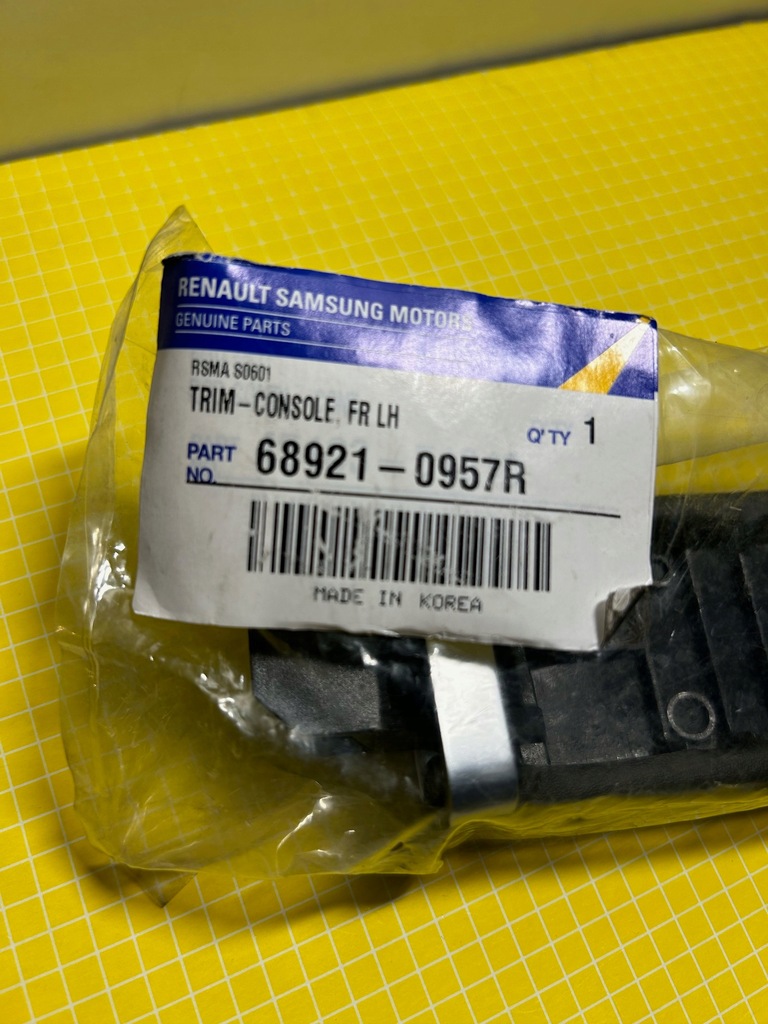 RENAULT SAMSUNG MOTORS
GENUINE PARTS
RSMA S0601
TRIM-CONSOLE, FR LH
Q'TY 1
PART NO. 68921-0957R
MADE IN KOREA